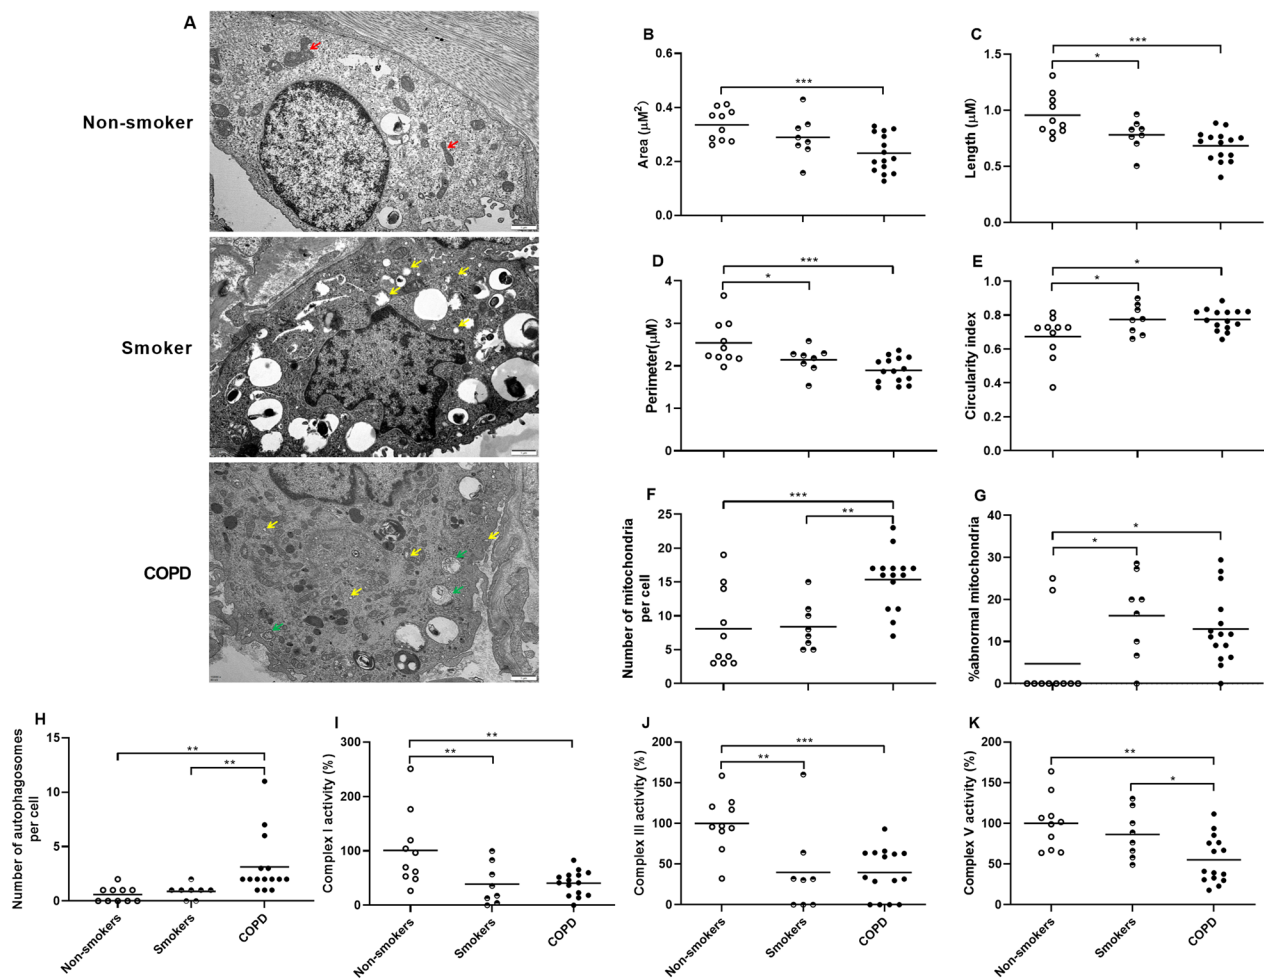 A
Non-smoker
Smoker
COPD
B
Area (µM²)
0.6
0.4
0.2
0.0
***
C
Length (µM)
1.5
1.0
0.5
0.0
***
*
D
Perimeter(µM)
4
3
2
1
0
***
*
E
Circularity index
1.0
0.8
0.6
0.4
0.2
0.0
*
*
F
Number of mitochondria
per cell
25
20
15
10
5
0
***
**
G
%abnormal mitochondria
40
30
20
10
0
*
*
H
Number of autophagosomes
per cell
15
10
5
0
**
**
Non-smokers
Smokers
COPD
I
Complex I activity (%)
300
200
100
0
**
**
Non-smokers
Smokers
COPD
J
Complex III activity (%)
200
150
100
50
0
***
**
Non-smokers
Smokers
COPD
K
Complex V activity (%)
200
150
100
50
0
**
*
Non-smokers
Smokers
COPD